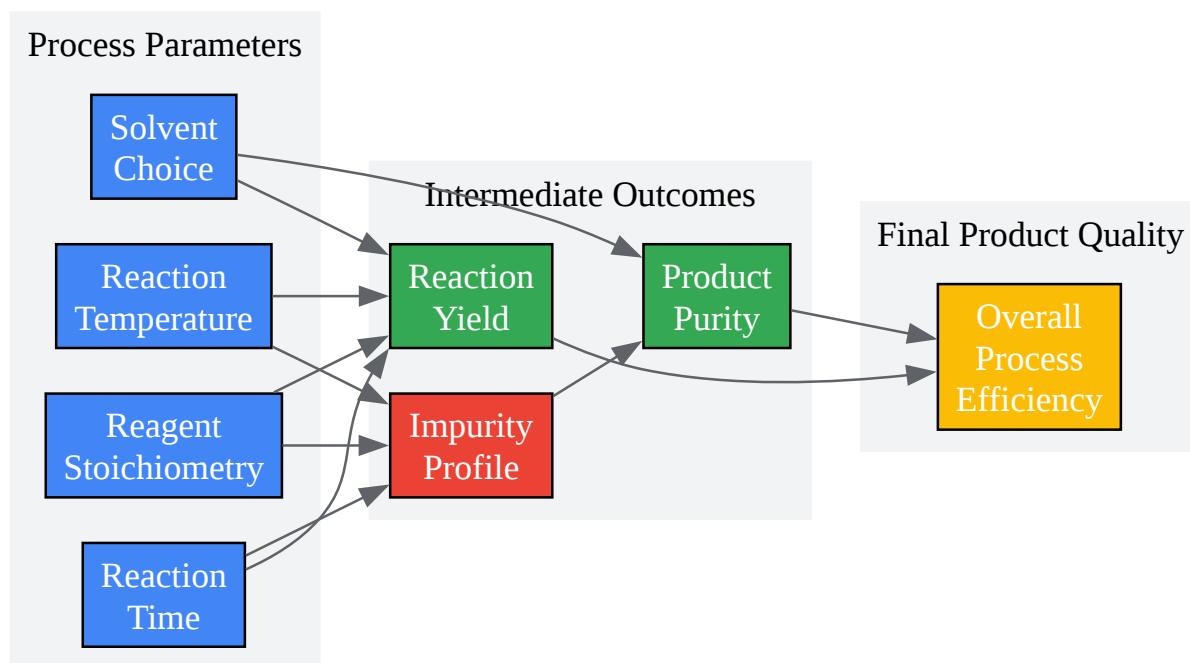 Process Parameters
Solvent
Choice
Reaction
Temperature
Reagent
Stoichiometry
Reaction
Time
Intermediate Outcomes
Reaction
Yield
Impurity
Profile
Product
Purity
Final Product Quality
Overall
Process
Efficiency